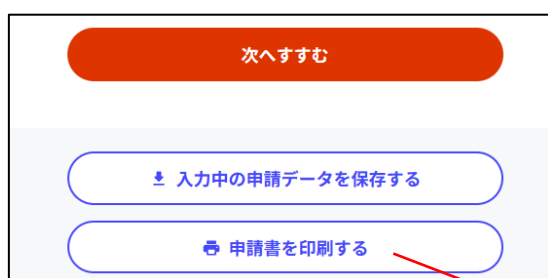 次へすすむ
入力中の申請データを保存する
申請書を印刷する